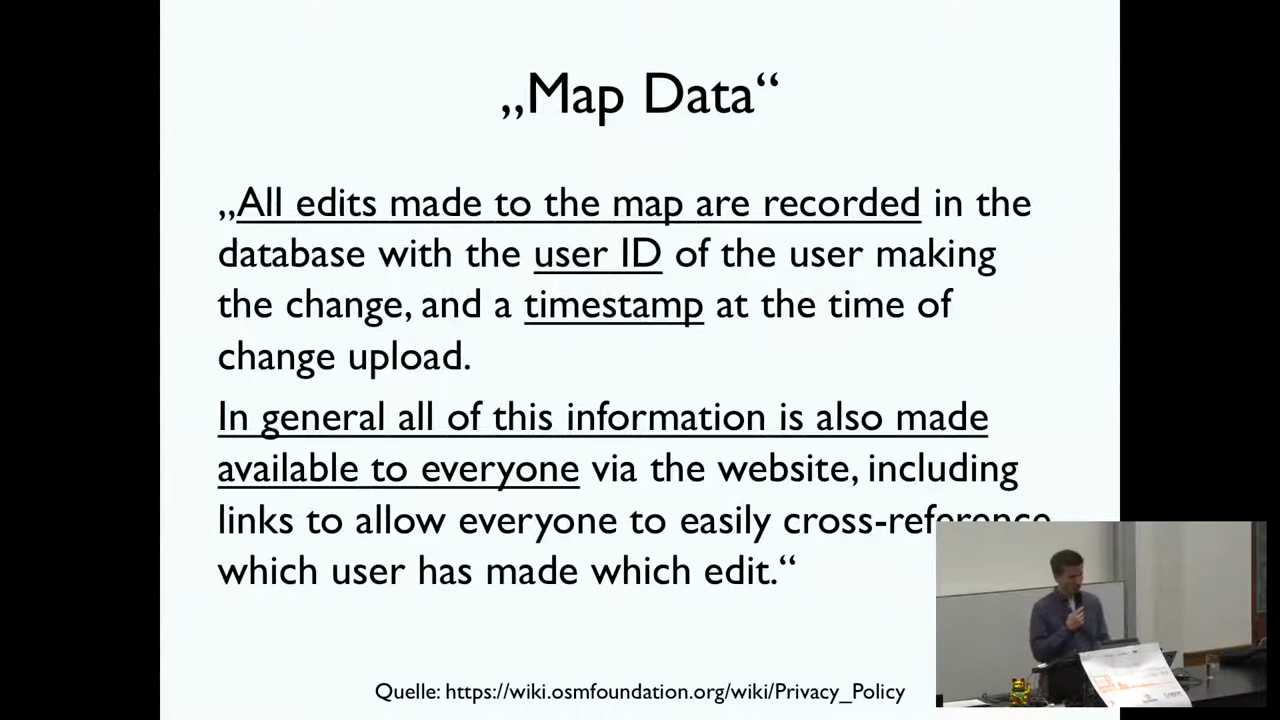 „Map Data“
„All edits made to the map are recorded in the
database with the user ID of the user making
the change, and a timestamp at the time of
change upload.
In general all of this information is also made
available to everyone via the website, including
links to allow everyone to easily cross-reference
which user has made which edit.“
Quelle: https://wiki.osmfoundation.org/wiki/Privacy_Policy